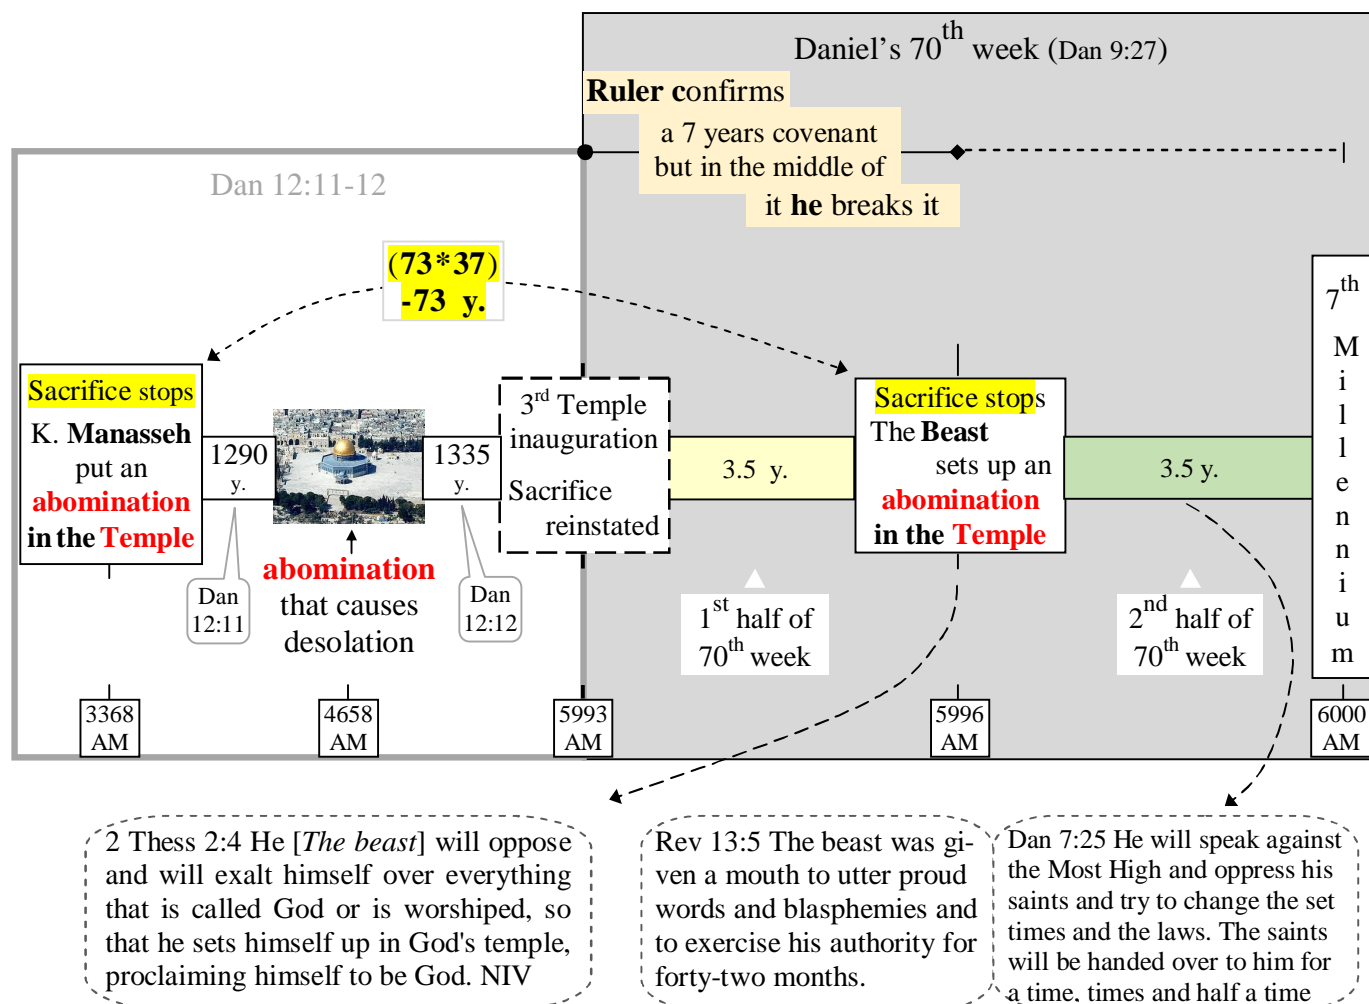 Daniel's 70th week (Dan 9:27)
Ruler confirms
a 7 years covenant
but in the middle of
it he breaks it
Dan 12:11-12
(73*37)
-73 y.
Sacrifice stops
K. Manasseh
put an
abomination
in the Temple
1290
y.
1335
y.
3rd Temple
inauguration
Sacrifice
reinstated
3.5 y.
Sacrifice stops
The Beast
sets up an
abomination
in the Temple
3.5 y.
7th
M
i
l
l
e
n
n
i
u
m
Dan
12:11
abomination
that causes
desolation
Dan
12:12
1st half of
70th week
2nd half of
70th week
3368
AM
4658
AM
5993
AM
5996
AM
6000
AM
2 Thess 2:4 He [The beast] will oppose
and will exalt himself over everything
that is called God or is worshiped, so
that he sets himself up in God's temple,
proclaiming himself to be God. NIV
Rev 13:5 The beast was gi-
ven a mouth to utter proud
words and blasphemies and
to exercise his authority for
forty-two months.
Dan 7:25 He will speak against
the Most High and oppress his
saints and try to change the set
times and the laws. The saints
will be handed over to him for
a time, times and half a time